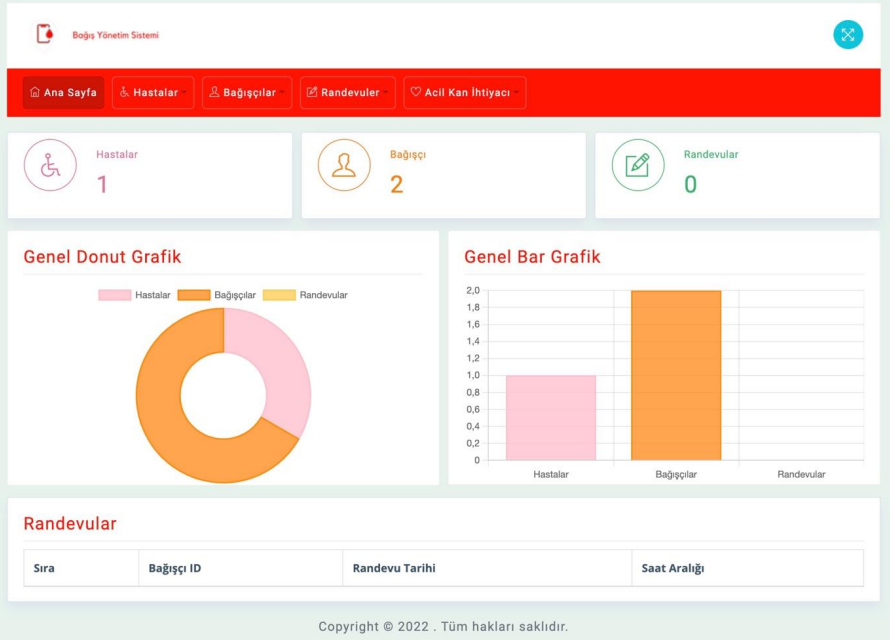 Bağış Yönetim Sistemi
Ana Sayfa Hastalar Bağışçılar Randevuler Acil Kan İhtiyacı
Hastalar
1
Bağışçı
2
Randevular
0
Genel Donut Grafik
Hastalar Bağışçılar Randevular
Genel Bar Grafik
2,0
1,8
1,6
1,4
1,2
1,0
0,8
0,6
0,4
0,2
0
Hastalar Bağışçılar Randevular
Randevular
Sıra Bağışçı ID Randevu Tarihi Saat Aralığı
Copyright © 2022 . Tüm hakları saklıdır.